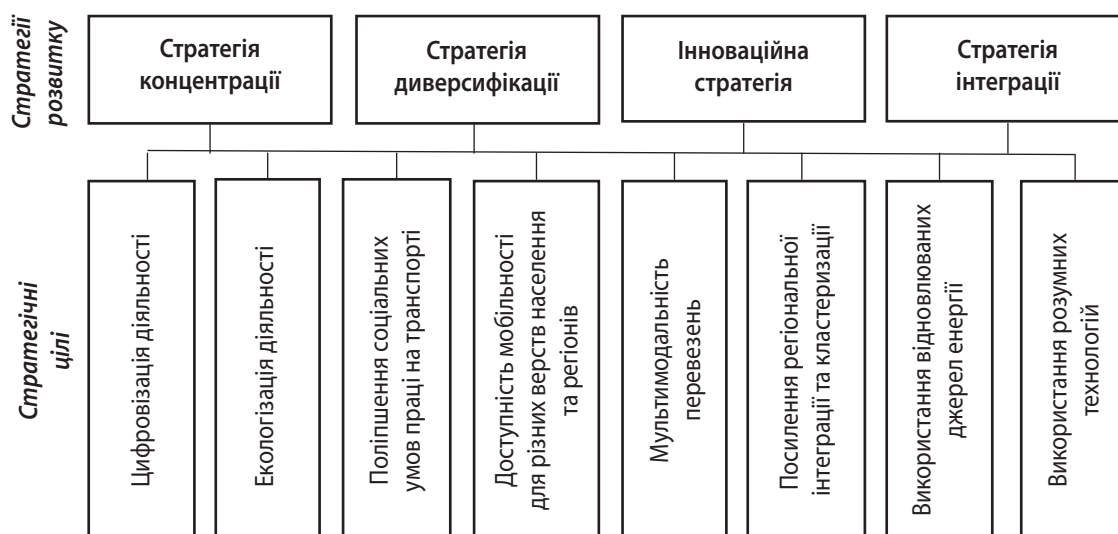 Стратегії
розвитку
Стратегія
концентрації
Стратегія
диверсифікації
Інноваційна
стратегія
Стратегія
інтеграції
Стратегічні
цілі
Цифровізація діяльності
Екологізація діяльності
Поліпшення соціальних
умов праці на транспорті
Доступність мобільності
для різних верств населення
та регіонів
Мультимодальність
перевезень
Посилення регіональної
інтеграції та кластеризації
Використання відновлюваних
джерел енергії
Використання розумних
технологій